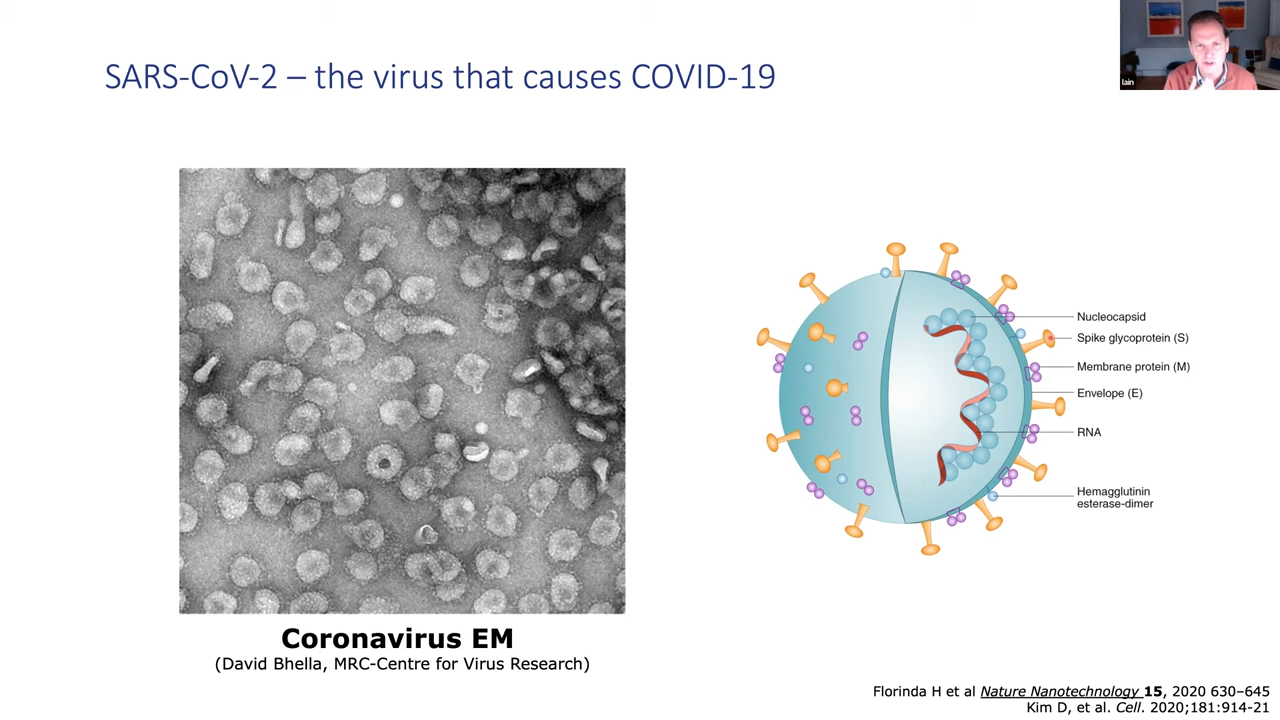 SARS-CoV-2 – the virus that causes COVID-19
Iain
Nucleocapsid
Spike glycoprotein (S)
Membrane protein (M)
Envelope (E)
RNA
Hemagglutinin
esterase-dimer
Coronavirus EM
(David Bhella, MRC-Centre for Virus Research)
Florinda H et al Nature Nanotechnology 15, 2020 630–645
Kim D, et al. Cell. 2020;181:914-21